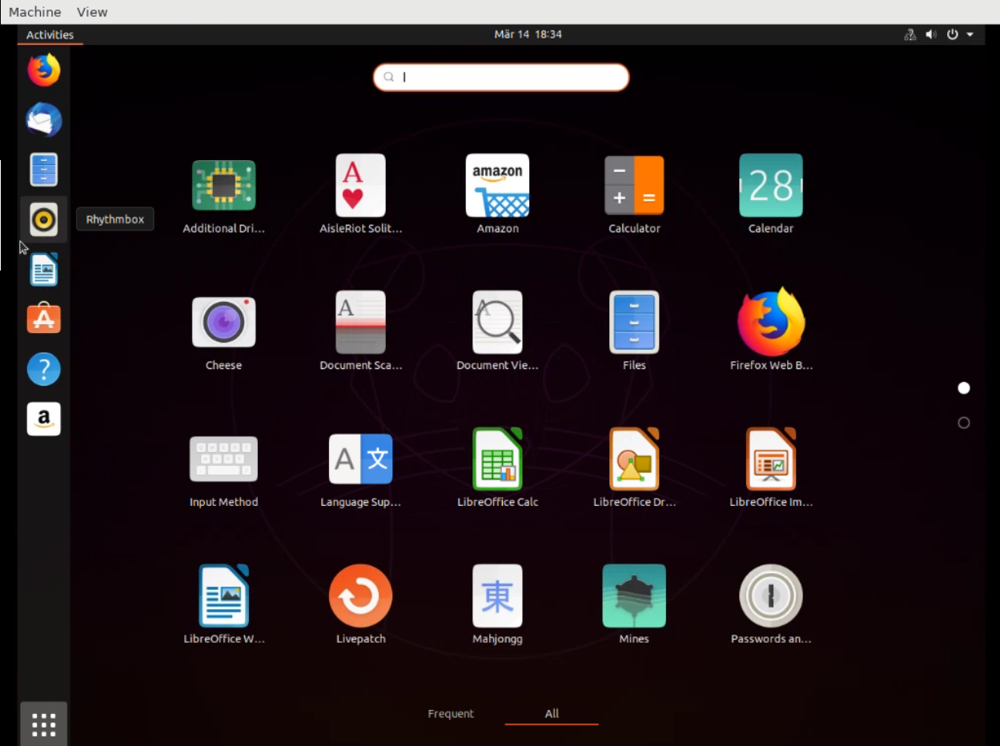 Machine View
Activities
Mär 14 18:34
amazon
28
Rhythmbox
Additional Dri...
AisleRiot Solit...
Amazon
Calculator
Calendar
Cheese
Document Sca...
Document Vie...
Files
Firefox Web B...
Input Method
Language Sup...
LibreOffice Calc
LibreOffice Dr...
LibreOffice Im...
東
LibreOffice W...
Livepatch
Mahjongg
Mines
Passwords an...
Frequent
All